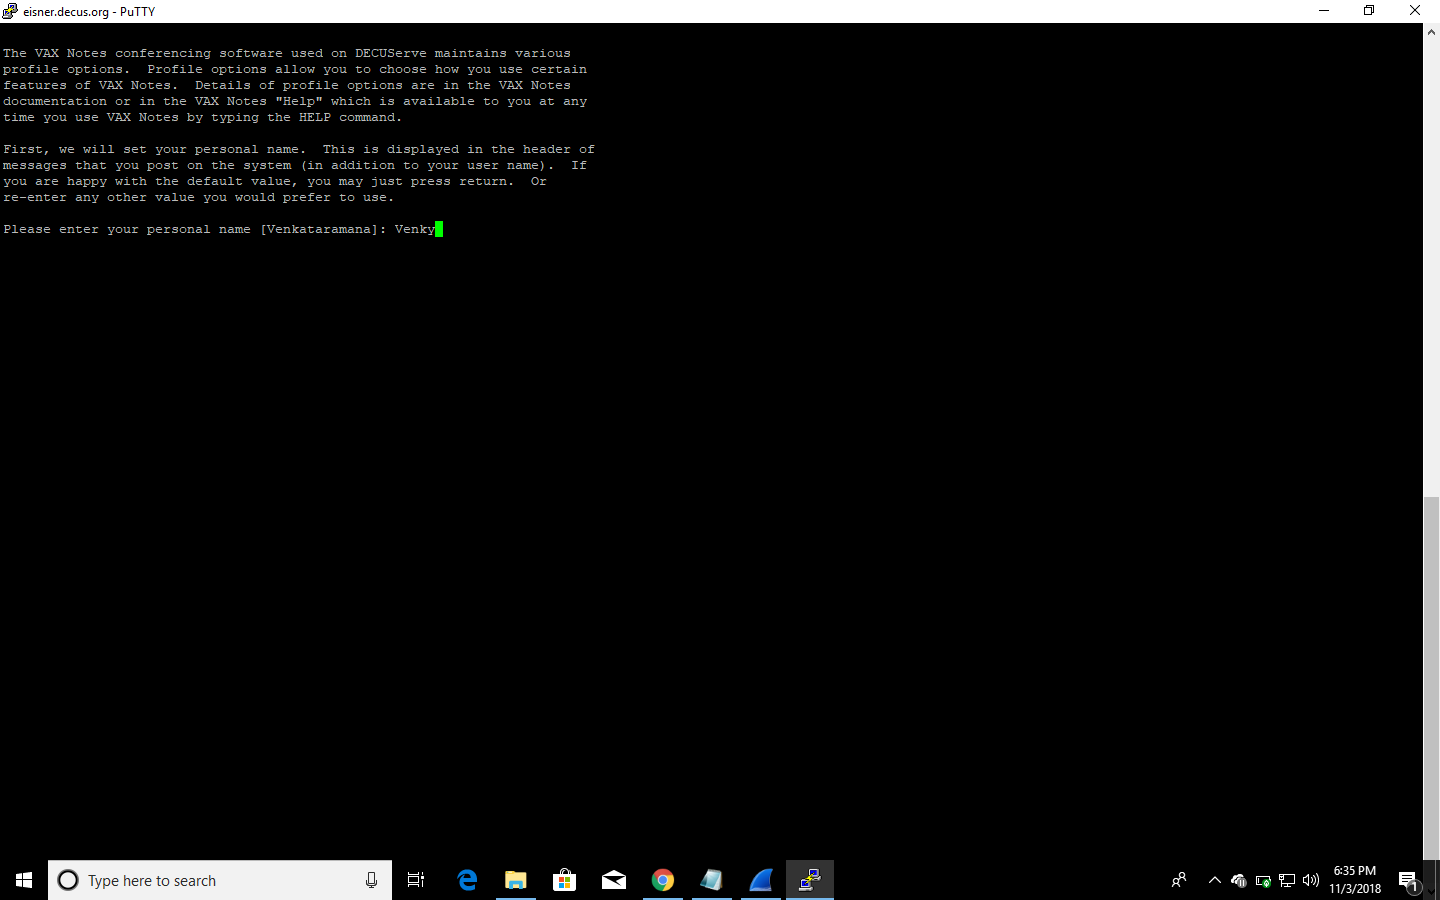 eisner.decus.org - PuTTY
The VAX Notes conferencing software used on DECUServe maintains various
profile options.  Profile options allow you to choose how you use certain
features of VAX Notes.  Details of profile options are in the VAX Notes
documentation or in the VAX Notes "Help" which is available to you at any
time you use VAX Notes by typing the HELP command.
First, we will set your personal name.  This is displayed in the header of
messages that you post on the system (in addition to your user name).  If
you are happy with the default value, you may just press return.  Or
re-enter any other value you would prefer to use.
Please enter your personal name [Venkataramana]: Venky
Type here to search
6:35 PM
11/3/2018
1